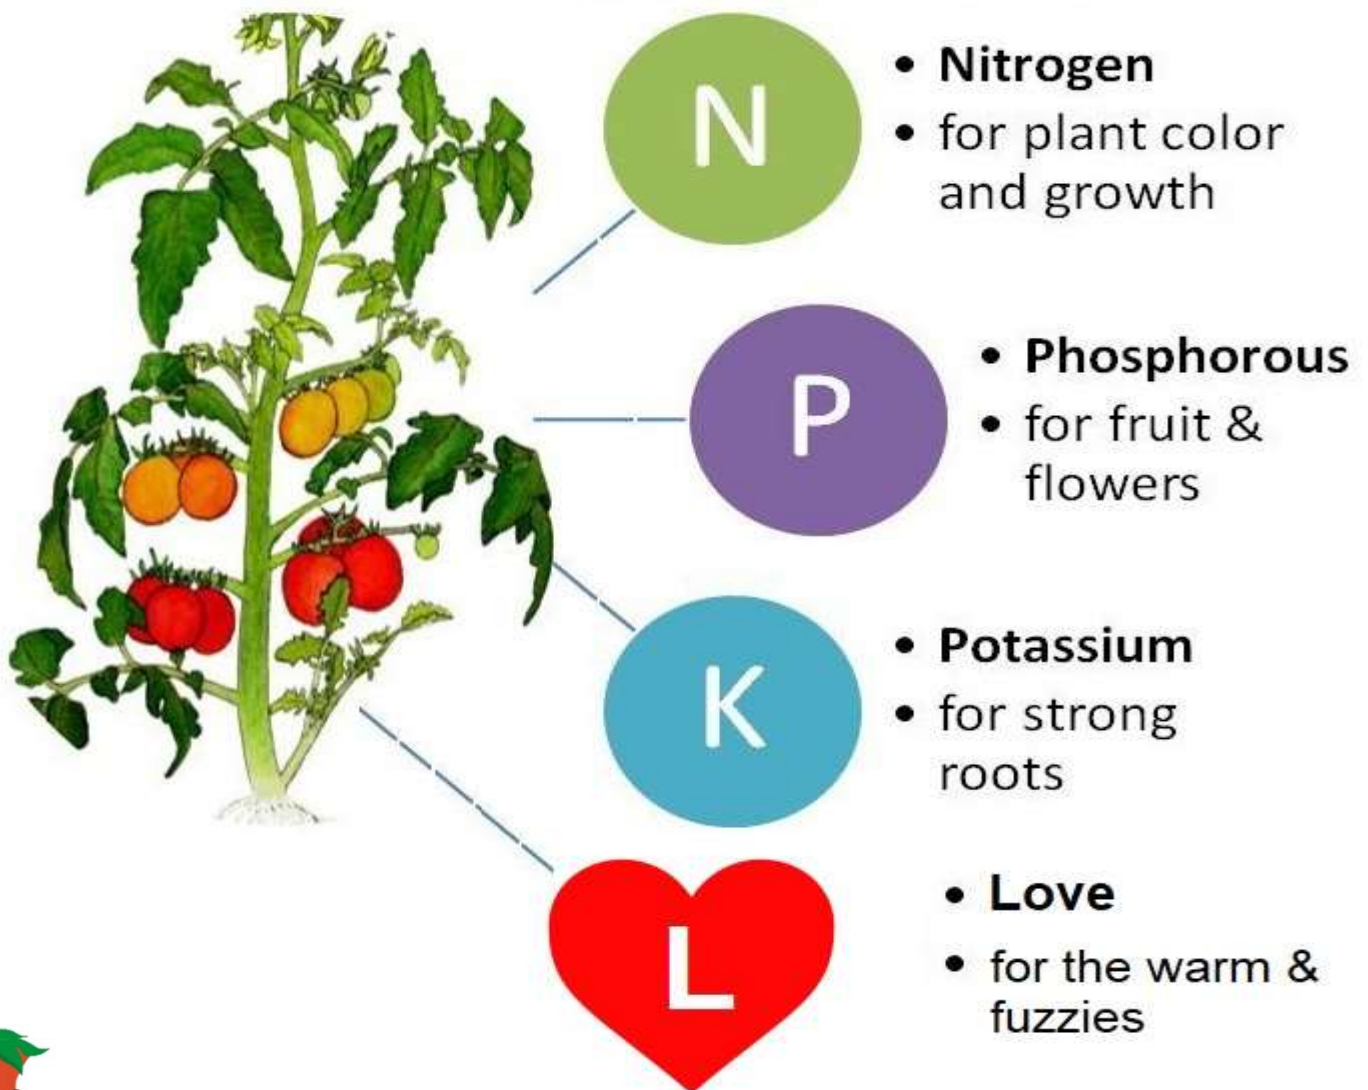 N
• Nitrogen
• for plant color
and growth
P
• Phosphorous
• for fruit &
flowers
K
• Potassium
• for strong
roots
L
• Love
• for the warm &
fuzzies